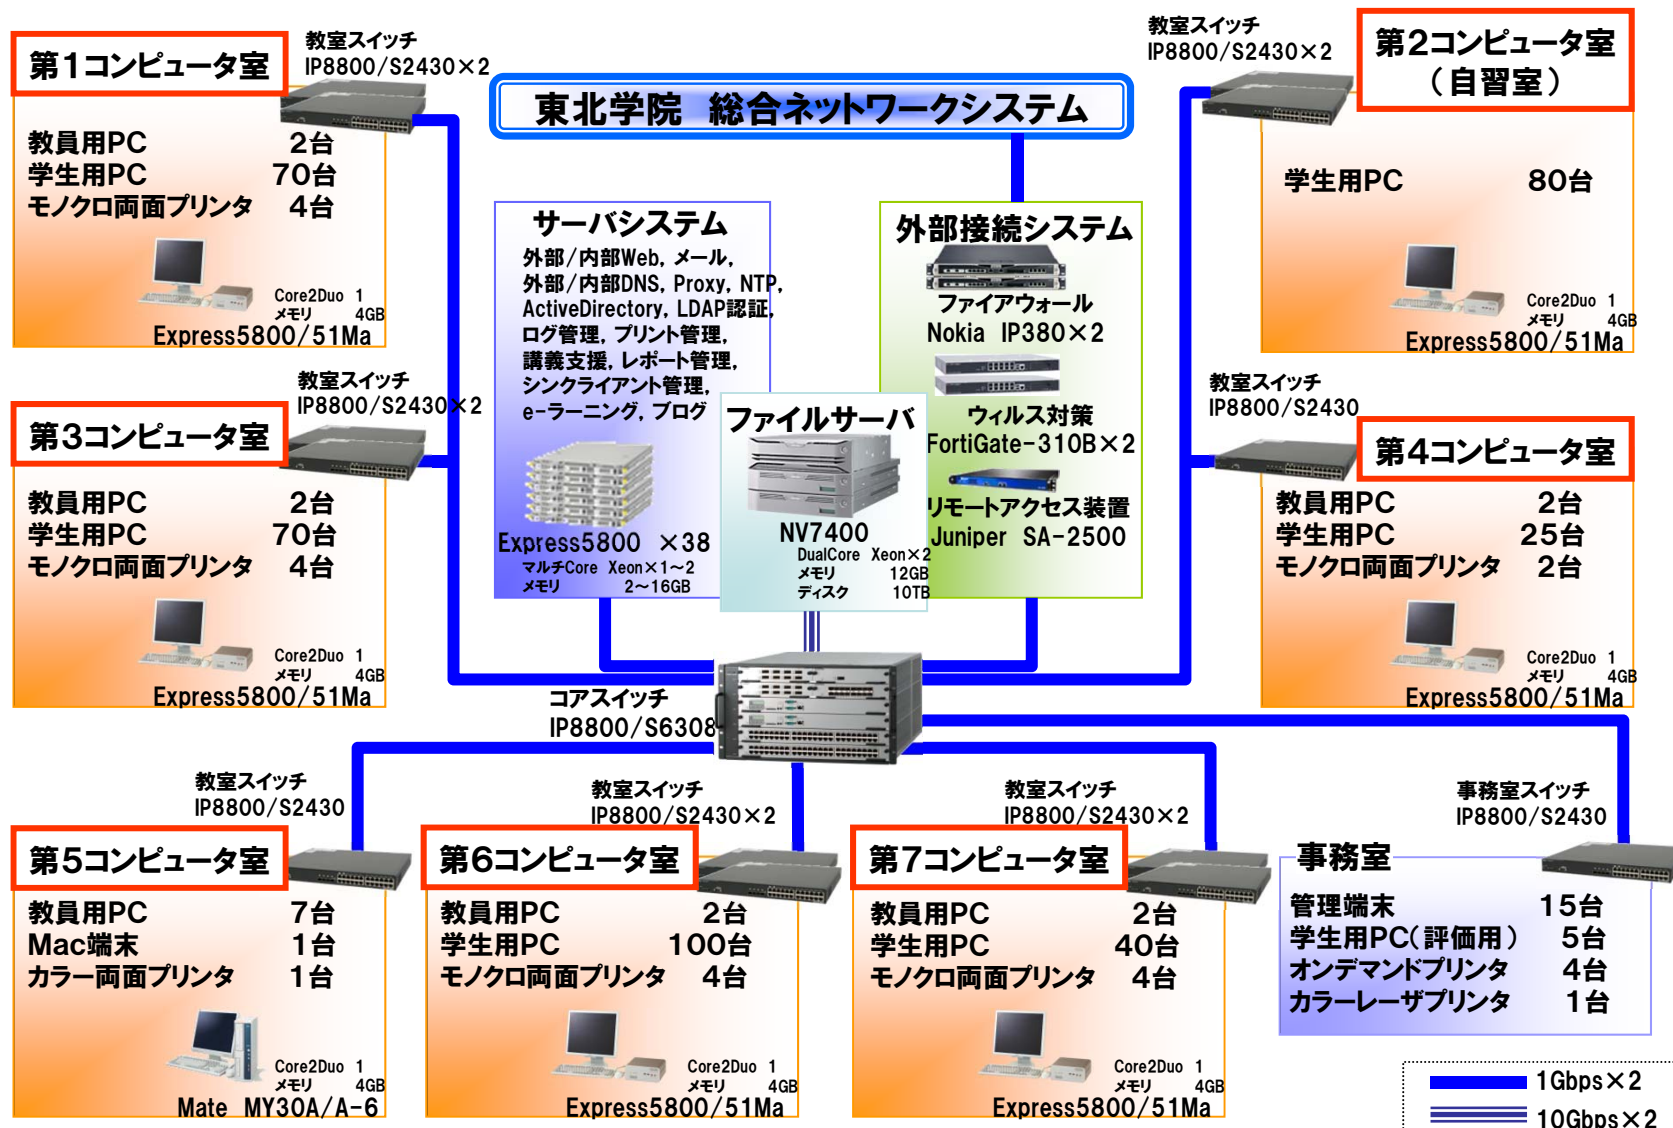 教室スイッチ
IP8800/S2430×2
第1コンピュータ室
教員用PC 2台
学生用PC 70台
モノクロ両面プリンタ 4台
Core2Duo 1
メモリ 4GB
Express5800/51Ma
東北学院 総合ネットワークシステム
教室スイッチ
IP8800/S2430×2
第2コンピュータ室
(自習室)
学生用PC 80台
Core2Duo 1
メモリ 4GB
Express5800/51Ma
サーバシステム
外部/内部Web, メール,
外部/内部DNS, Proxy, NTP,
ActiveDirectory, LDAP認証,
ログ管理, プリント管理,
講義支援, レポート管理,
シンクライアント管理,
e-ラーニング, ブログ
Express5800 ×38
マルチCore Xeon×1~2
メモリ 2~16GB
ファイルサーバ
NV7400
DualCore Xeon×2
メモリ 12GB
ディスク 10TB
外部接続システム
ファイアウォール
Nokia IP380×2
ウィルス対策
FortiGate-310B×2
リモートアクセス装置
Juniper SA-2500
教室スイッチ
IP8800/S2430×2
第3コンピュータ室
教員用PC 2台
学生用PC 70台
モノクロ両面プリンタ 4台
Core2Duo 1
メモリ 4GB
Express5800/51Ma
教室スイッチ
IP8800/S2430
第4コンピュータ室
教員用PC 2台
学生用PC 25台
モノクロ両面プリンタ 2台
Core2Duo 1
メモリ 4GB
Express5800/51Ma
コアスイッチ
IP8800/S6308
教室スイッチ
IP8800/S2430
第5コンピュータ室
教員用PC 7台
Mac端末 1台
カラー両面プリンタ 1台
Core2Duo 1
メモリ 4GB
Mate MY30A/A-6
教室スイッチ
IP8800/S2430×2
第6コンピュータ室
教員用PC 2台
学生用PC 100台
モノクロ両面プリンタ 4台
Core2Duo 1
メモリ 4GB
Express5800/51Ma
教室スイッチ
IP8800/S2430×2
第7コンピュータ室
教員用PC 2台
学生用PC 40台
モノクロ両面プリンタ 4台
Core2Duo 1
メモリ 4GB
Express5800/51Ma
事務室スイッチ
IP8800/S2430
事務室
管理端末 15台
学生用PC(評価用) 5台
オンデマンドプリンタ 4台
カラーレーザプリンタ 1台
1Gbps×2
10Gbps×2